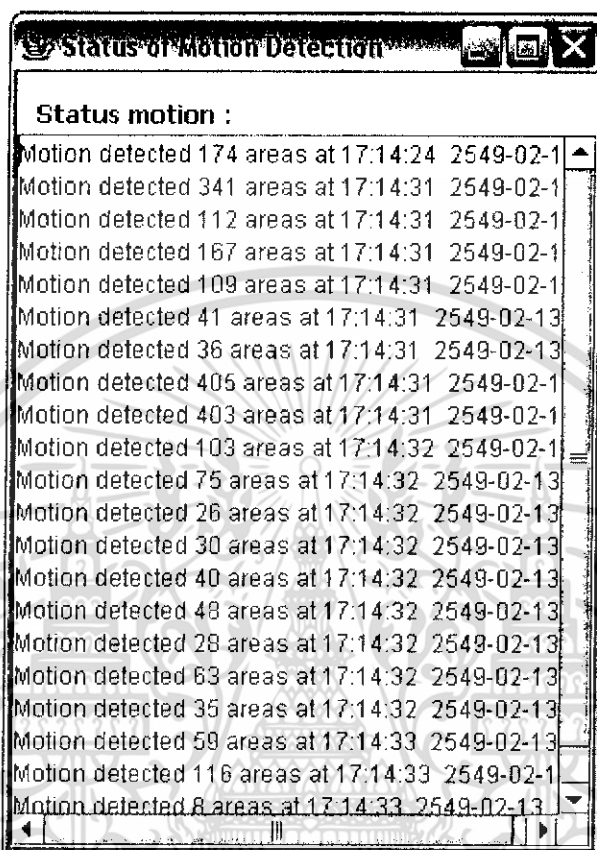 Status of Motion Detection
Status motion :
Motion detected 174 areas at 17:14:24 2549-02-1
Motion detected 341 areas at 17:14:31 2549-02-1
Motion detected 112 areas at 17:14:31 2549-02-1
Motion detected 167 areas at 17:14:31 2549-02-1
Motion detected 109 areas at 17:14:31 2549-02-1
Motion detected 41 areas at 17:14:31 2549-02-13
Motion detected 36 areas at 17:14:31 2549-02-13
Motion detected 405 areas at 17:14:31 2549-02-1
Motion detected 403 areas at 17:14:31 2549-02-1
Motion detected 103 areas at 17:14:32 2549-02-1
Motion detected 75 areas at 17:14:32 2549-02-13
Motion detected 26 areas at 17:14:32 2549-02-13
Motion detected 30 areas at 17:14:32 2549-02-13
Motion detected 40 areas at 17:14:32 2549-02-13
Motion detected 48 areas at 17:14:32 2549-02-13
Motion detected 28 areas at 17:14:32 2549-02-13
Motion detected 63 areas at 17:14:32 2549-02-13
Motion detected 35 areas at 17:14:32 2549-02-13
Motion detected 59 areas at 17:14:33 2549-02-13
Motion detected 116 areas at 17:14:33 2549-02-1
Motion detected 8 areas at 17:14:33 2549-02-13